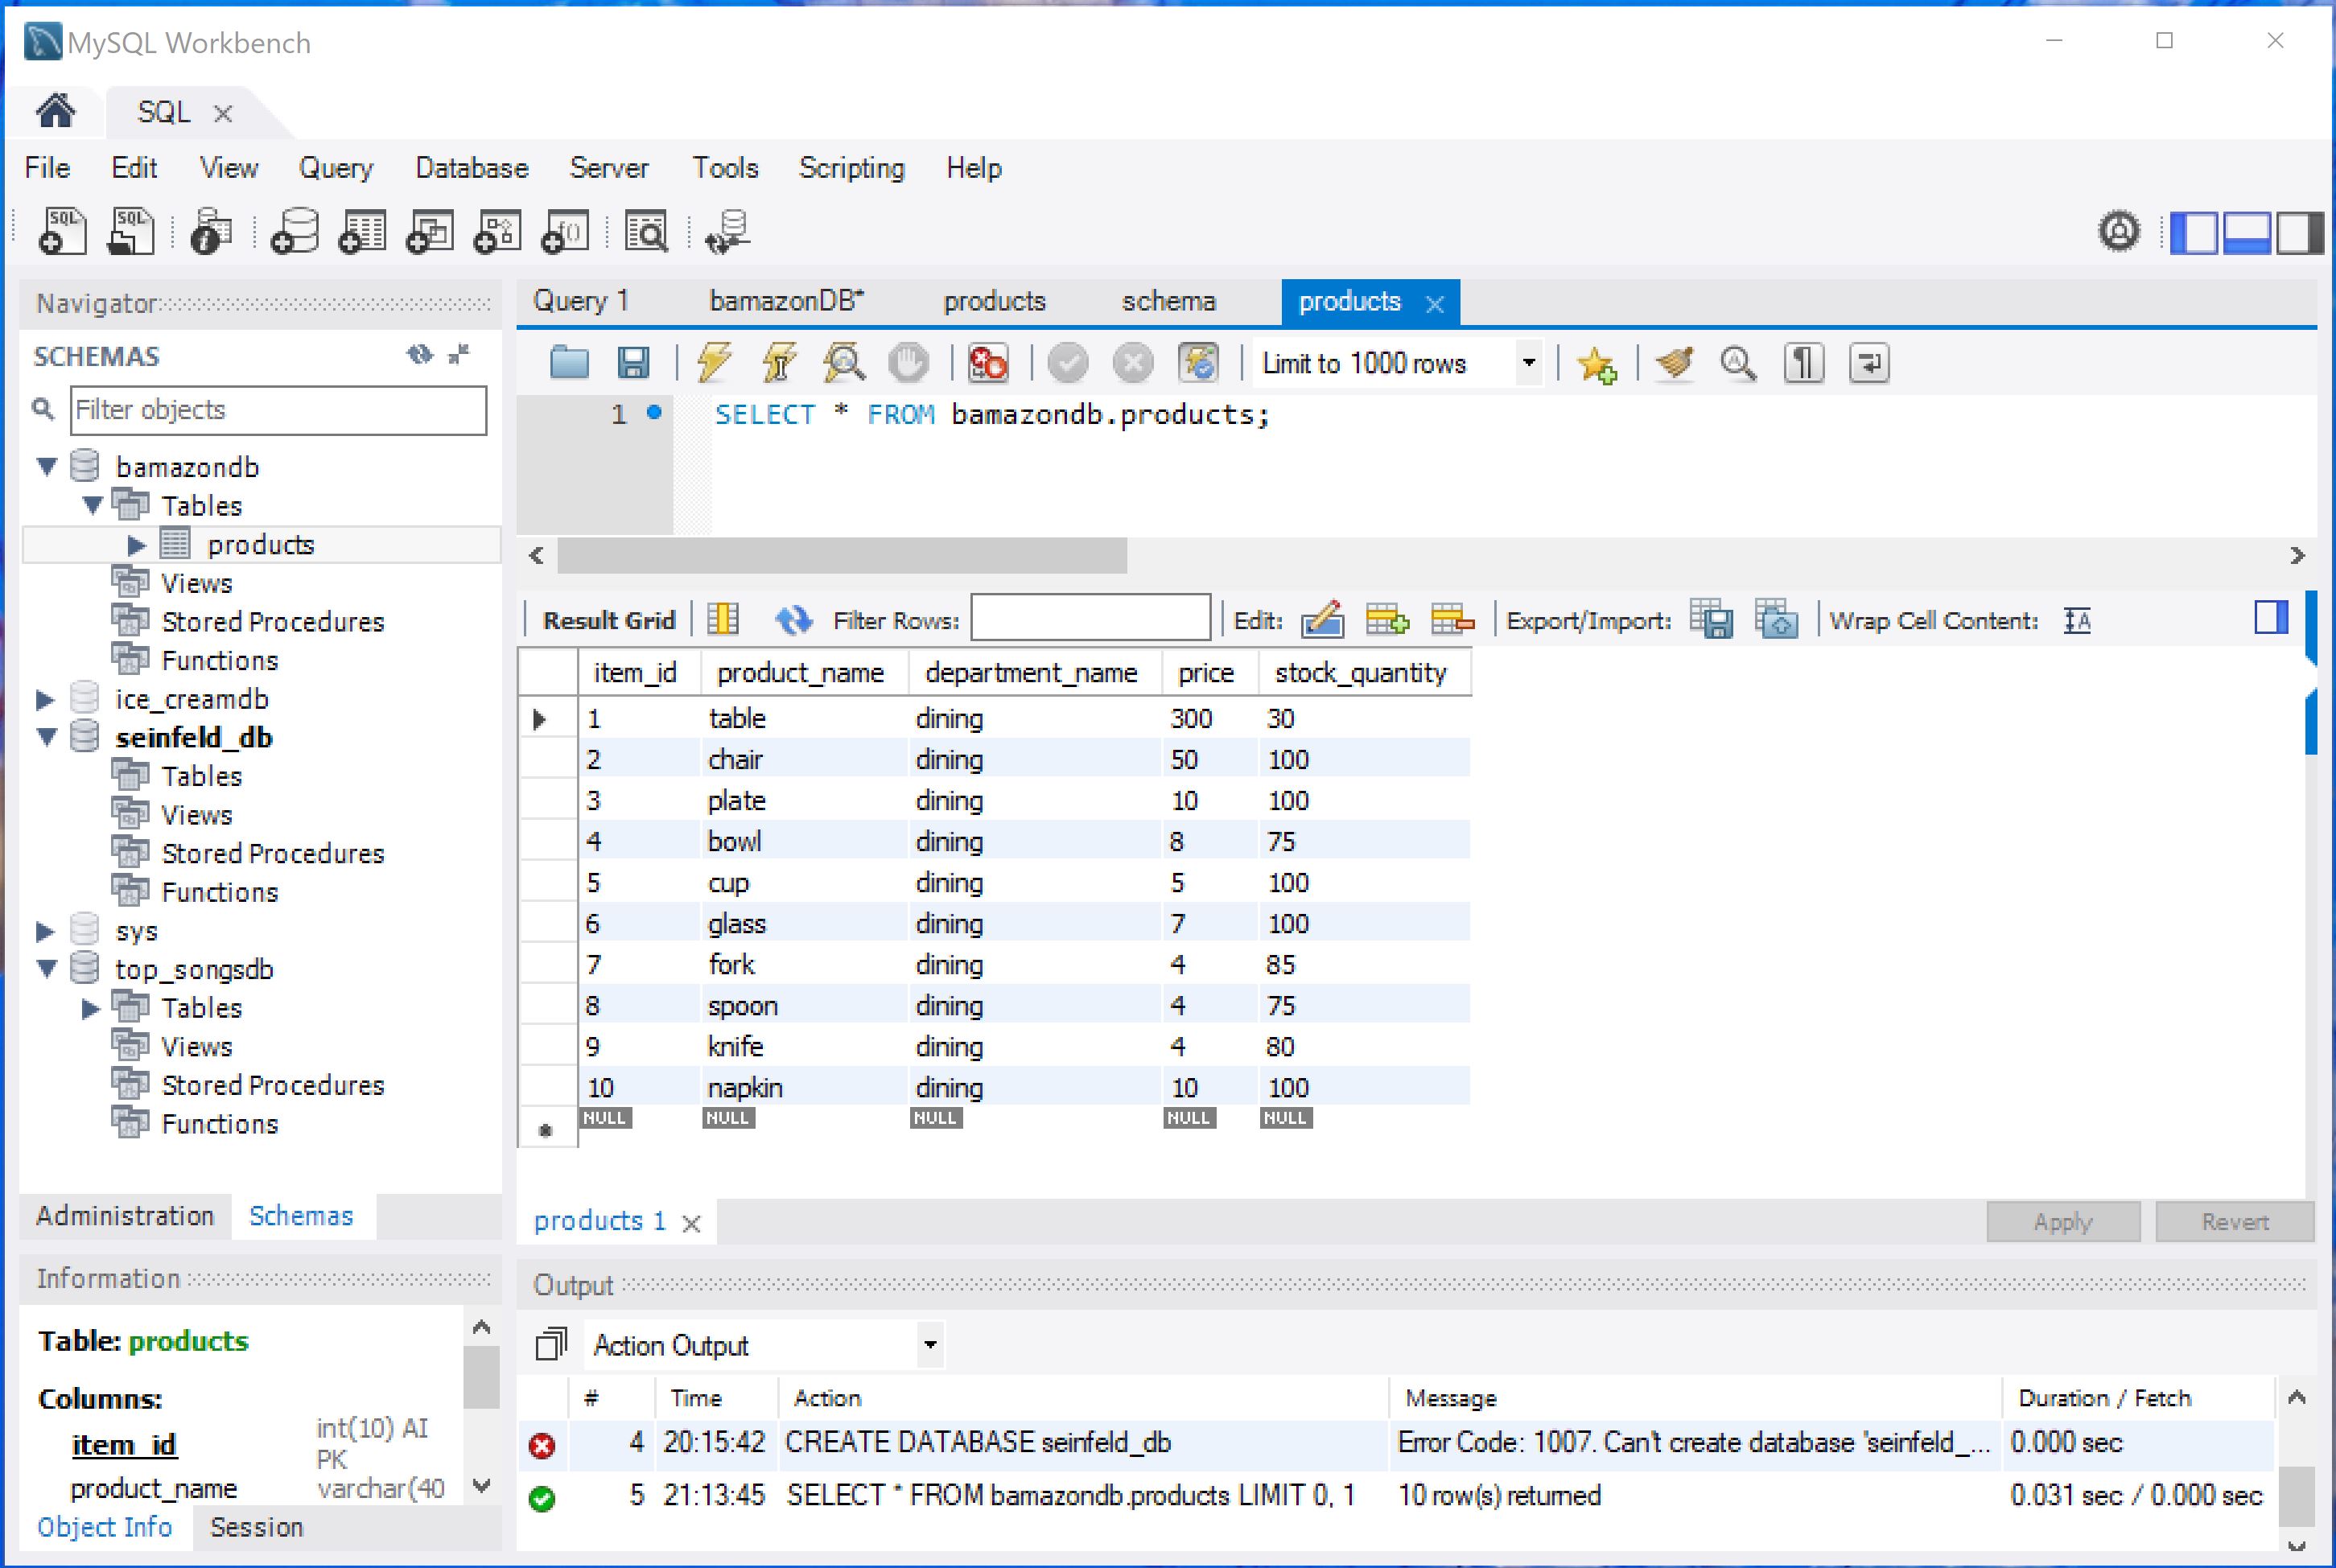 MySQL Workbench
SQL
File Edit View Query Database Server Tools Scripting Help
Navigator
SCHEMAS
Filter objects
bamazondb
Tables
products
Views
Stored Procedures
Functions
ice_creamdb
seinfeld_db
Tables
Views
Stored Procedures
Functions
sys
top_songsdb
Tables
Views
Stored Procedures
Functions
Administration Schemas
Information
Table: products
Columns:
item_id int(10) AI PK
product_name varchar(40
Object Info Session
Query 1 bamazonDB* products schema products
Limit to 1000 rows
1 SELECT * FROM bamazondb.products;
Result Grid Filter Rows: Edit: Export/Import: Wrap Cell Content:
item_id product_name department_name price stock_quantity
1 table dining 300 30
2 chair dining 50 100
3 plate dining 10 100
4 bowl dining 8 75
5 cup dining 5 100
6 glass dining 7 100
7 fork dining 4 85
8 spoon dining 4 75
9 knife dining 4 80
10 napkin dining 10 100
NULL NULL NULL NULL NULL
products 1 Apply Revert
Output
Action Output
# Time Action Message Duration / Fetch
4 20:15:42 CREATE DATABASE seinfeld_db Error Code: 1007. Can't create database 'seinfeld_... 0.000 sec
5 21:13:45 SELECT * FROM bamazondb.products LIMIT 0, 1 10 row(s) returned 0.031 sec / 0.000 sec